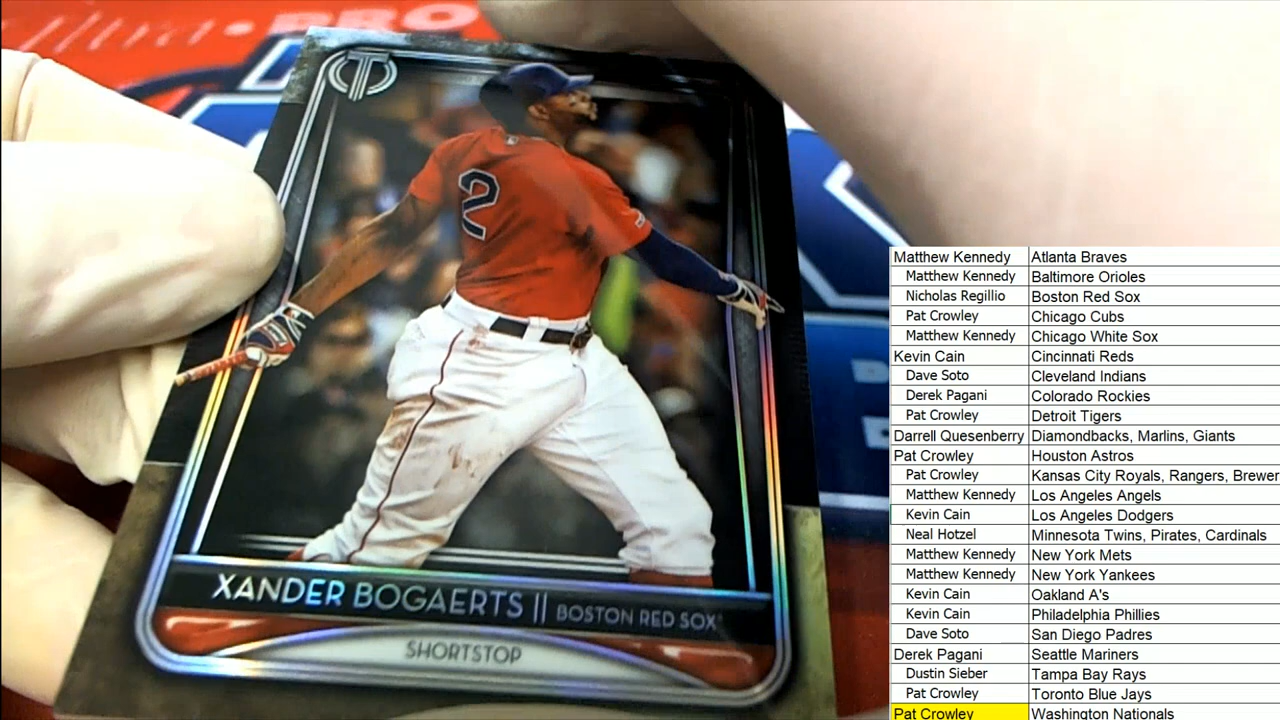 ultra • PRO
2
XANDER BOGAERTS || BOSTON RED SOX
SHORTSTOP
Matthew Kennedy Atlanta Braves
Matthew Kennedy Baltimore Orioles
Nicholas Regillio Boston Red Sox
Pat Crowley Chicago Cubs
Matthew Kennedy Chicago White Sox
Kevin Cain Cincinnati Reds
Dave Soto Cleveland Indians
Derek Pagani Colorado Rockies
Pat Crowley Detroit Tigers
Darrell Quesenberry Diamondbacks, Marlins, Giants
Pat Crowley Houston Astros
Pat Crowley Kansas City Royals, Rangers, Brewer
Matthew Kennedy Los Angeles Angels
Kevin Cain Los Angeles Dodgers
Neal Hotzel Minnesota Twins, Pirates, Cardinals
Matthew Kennedy New York Mets
Matthew Kennedy New York Yankees
Kevin Cain Oakland A's
Kevin Cain Philadelphia Phillies
Dave Soto San Diego Padres
Derek Pagani Seattle Mariners
Dustin Sieber Tampa Bay Rays
Pat Crowley Toronto Blue Jays
Pat Crowley Washington Nationals